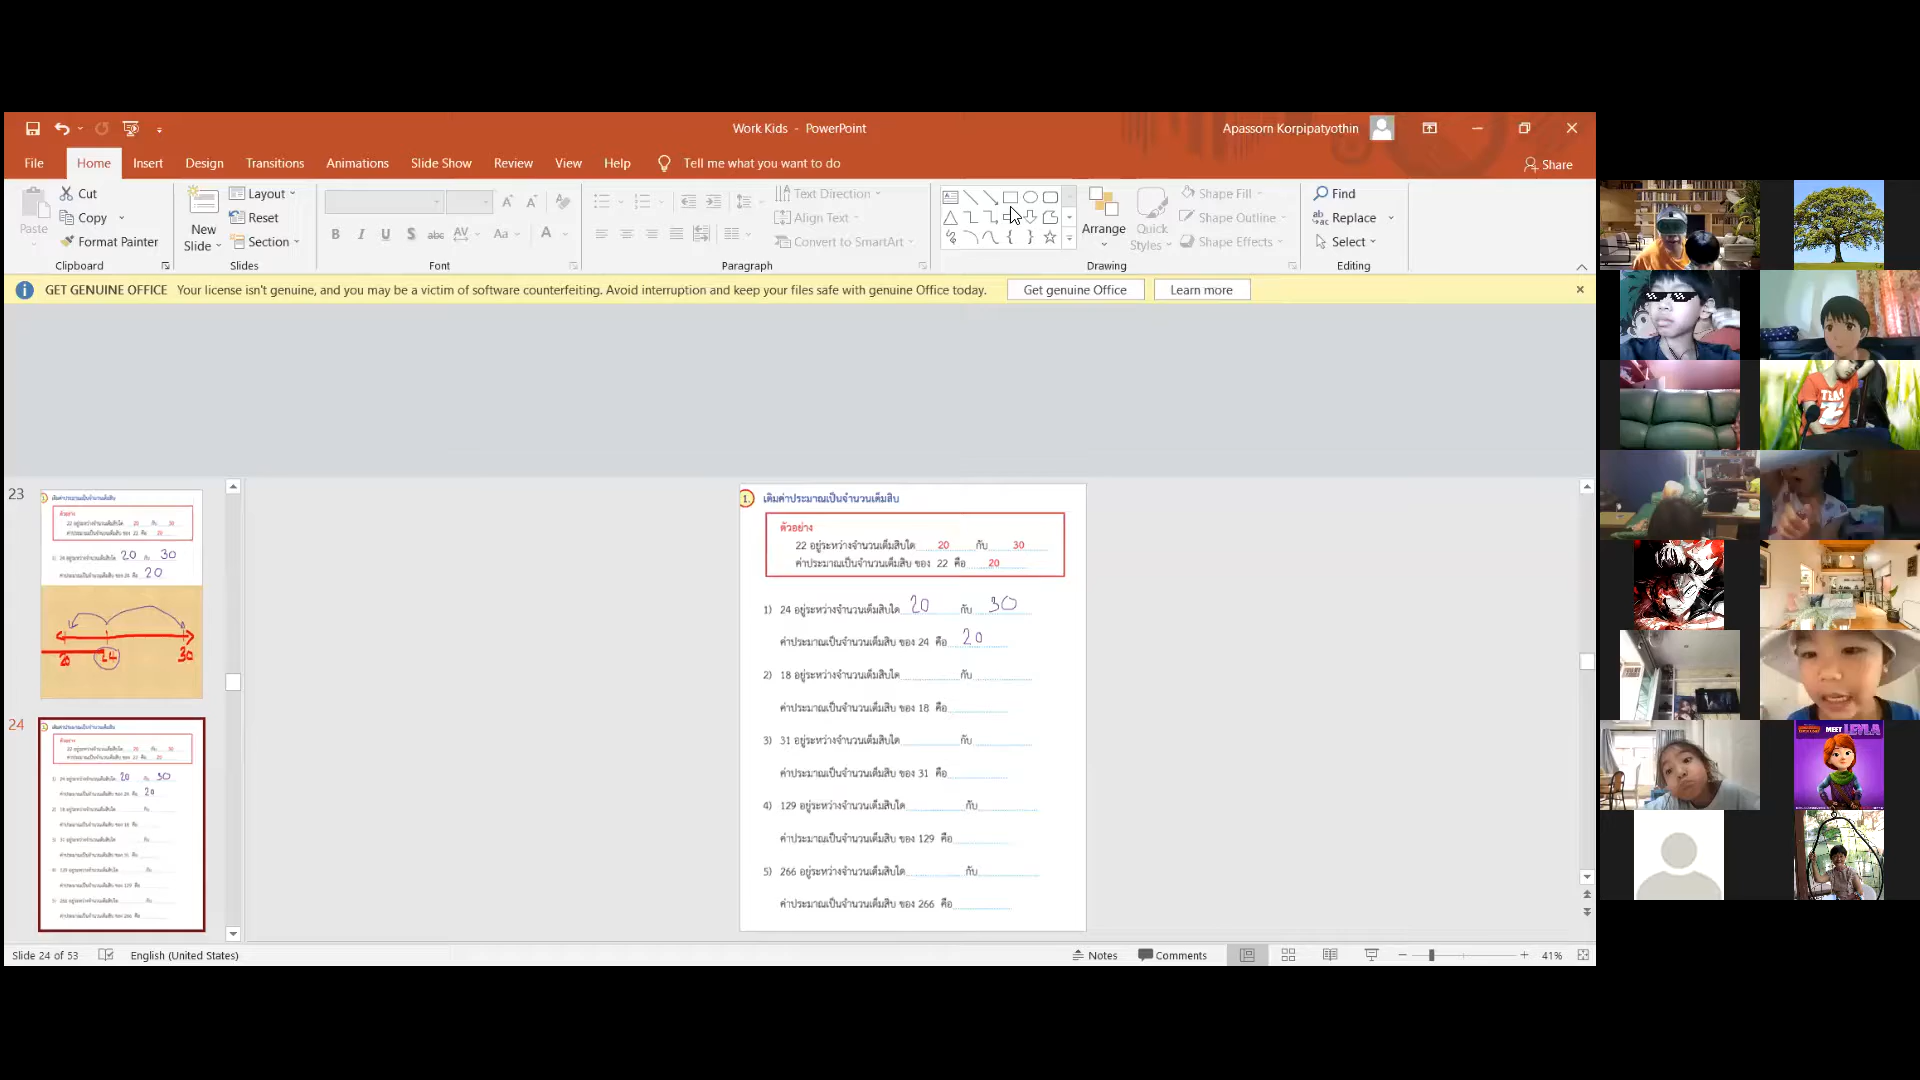 Work Kids - PowerPoint
Apassorn Korpipatyothin
File Home Insert Design Transitions Animations Slide Show Review View Help Tell me what you want to do Share
Paste
Cut
Copy
Format Painter
Clipboard
New Slide
Layout
Reset
Section
Slides
B I U S abc AV Aa A
Font
Text Direction
Align Text
Convert to SmartArt
Paragraph
Arrange
Quick Styles
Shape Fill
Shape Outline
Shape Effects
Drawing
Find
Replace
Select
Editing
GET GENUINE OFFICE Your license isn't genuine, and you may be a victim of software counterfeiting. Avoid interruption and keep your files safe with genuine Office today. Get genuine Office Learn more
23
20 30
20
20 24 30
24
1. เติมค่าประมาณเป็นจำนวนเต็มสิบ
ตัวอย่าง
22 อยู่ระหว่างจำนวนเต็มสิบใด 20 กับ 30
ค่าประมาณเป็นจำนวนเต็มสิบ ของ 22 คือ 20
1) 24 อยู่ระหว่างจำนวนเต็มสิบใด 20 กับ 30
ค่าประมาณเป็นจำนวนเต็มสิบ ของ 24 คือ 20
2) 18 อยู่ระหว่างจำนวนเต็มสิบใด กับ
ค่าประมาณเป็นจำนวนเต็มสิบ ของ 18 คือ
3) 31 อยู่ระหว่างจำนวนเต็มสิบใด กับ
ค่าประมาณเป็นจำนวนเต็มสิบ ของ 31 คือ
4) 129 อยู่ระหว่างจำนวนเต็มสิบใด กับ
ค่าประมาณเป็นจำนวนเต็มสิบ ของ 129 คือ
5) 266 อยู่ระหว่างจำนวนเต็มสิบใด กับ
ค่าประมาณเป็นจำนวนเต็มสิบ ของ 266 คือ
MEET LEYLA
Slide 24 of 53 English (United States) Notes Comments 41%